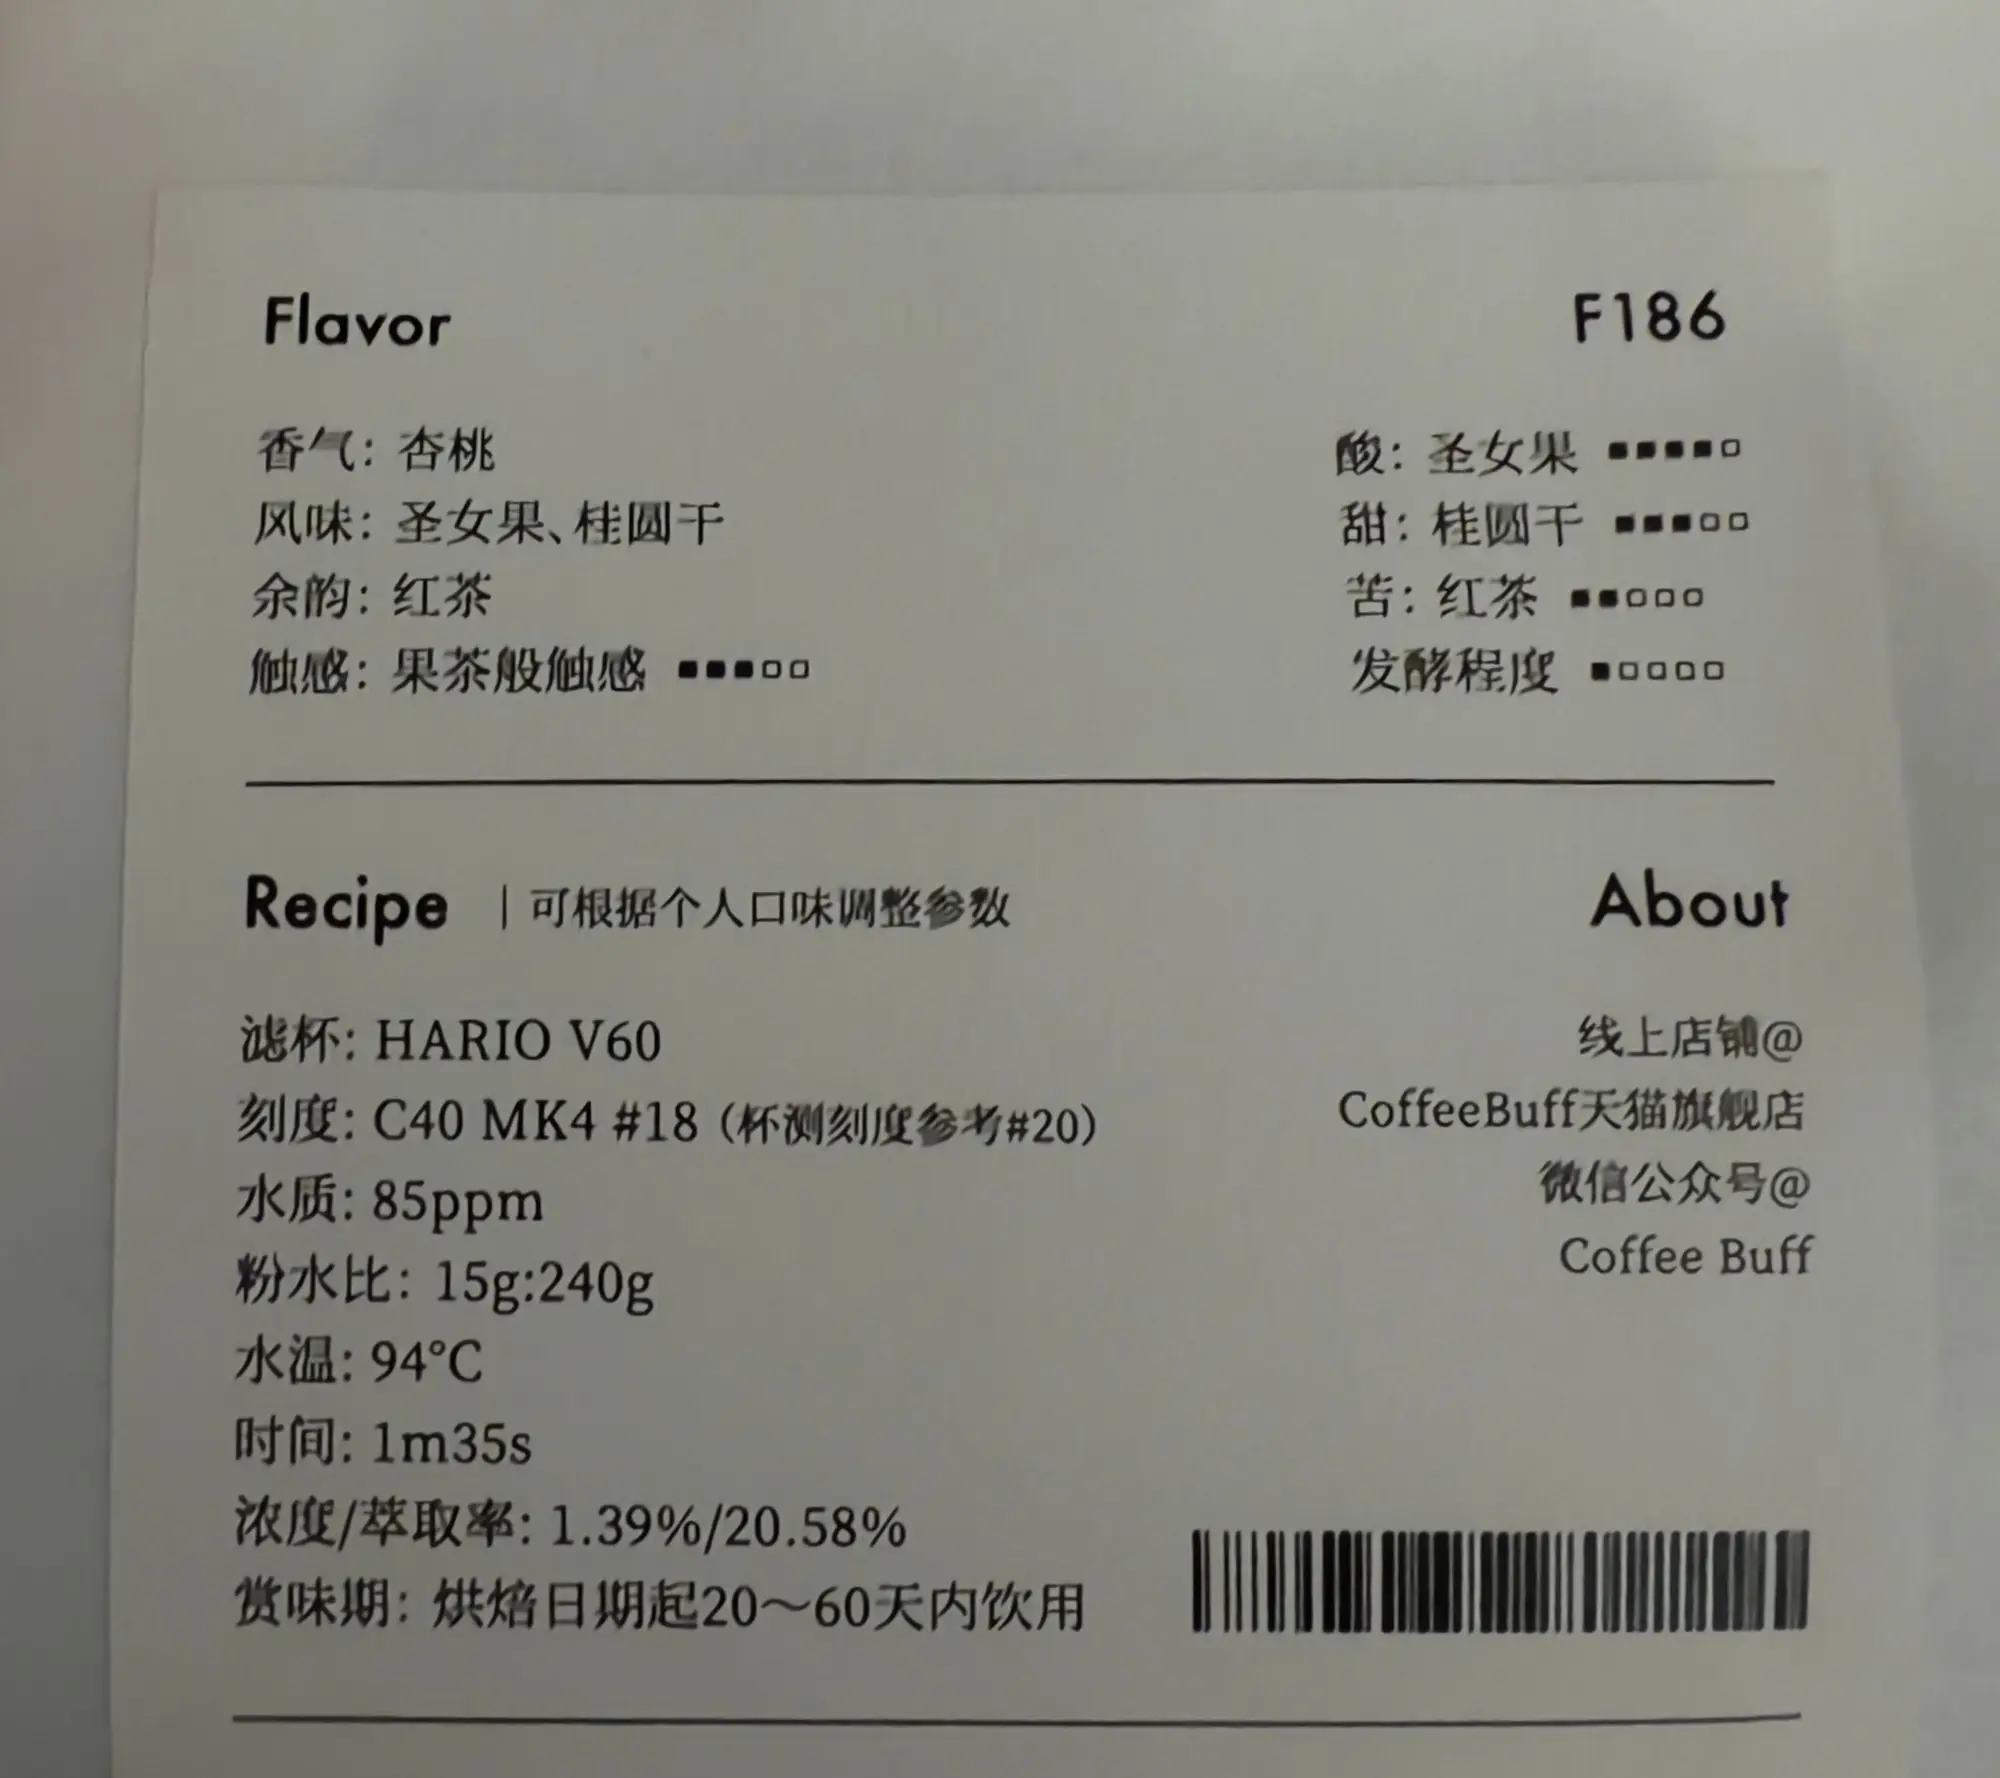 Flavor
F186
香气: 杏桃
风味: 圣女果、桂圆干
余韵: 红茶
触感: 果茶般触感 ■■■□□
酸: 圣女果 ■■■■□
甜: 桂圆干 ■■■□□
苦: 红茶 ■■□□□
发酵程度 ■□□□□
Recipe | 可根据个人口味调整参数
滤杯: HARIO V60
刻度: C40 MK4 #18 (杯测刻度参考#20)
水质: 85ppm
粉水比: 15g:240g
水温: 94°C
时间: 1m35s
浓度/萃取率: 1.39%/20.58%
赏味期: 烘焙日期起20～60天内饮用
About
线上店铺@
CoffeeBuff天猫旗舰店
微信公众号@
Coffee Buff